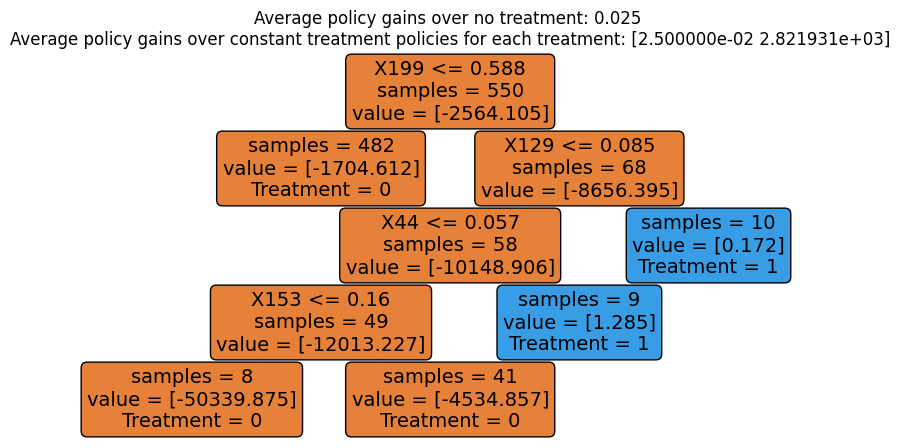 Average policy gains over no treatment: 0.025
Average policy gains over constant treatment policies for each treatment: [2.500000e-02 2.821931e+03]
X199 <= 0.588
samples = 550
value = [-2564.105]
samples = 482
value = [-1704.612]
Treatment = 0
X129 <= 0.085
samples = 68
value = [-8656.395]
X44 <= 0.057
samples = 58
value = [-10148.906]
samples = 10
value = [0.172]
Treatment = 1
X153 <= 0.16
samples = 49
value = [-12013.227]
samples = 9
value = [1.285]
Treatment = 1
samples = 8
value = [-50339.875]
Treatment = 0
samples = 41
value = [-4534.857]
Treatment = 0